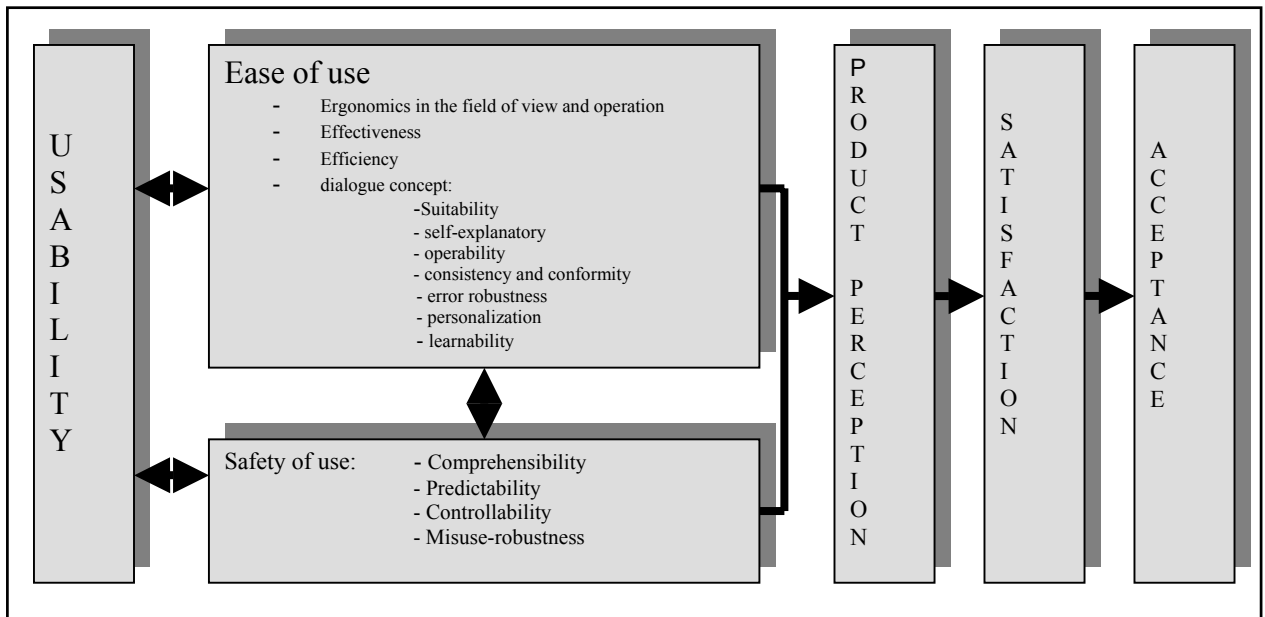 USABILITY
Ease of use
- Ergonomics in the field of view and operation
- Effectiveness
- Efficiency
- dialogue concept:
-Suitability
- self-explanatory
- operability
- consistency and conformity
- error robustness
- personalization
- learnability
Safety of use: - Comprehensibility
- Predictability
- Controllability
- Misuse-robustness
PRODUCT PERCEPTION
SATISFACTION
ACCEPTANCE